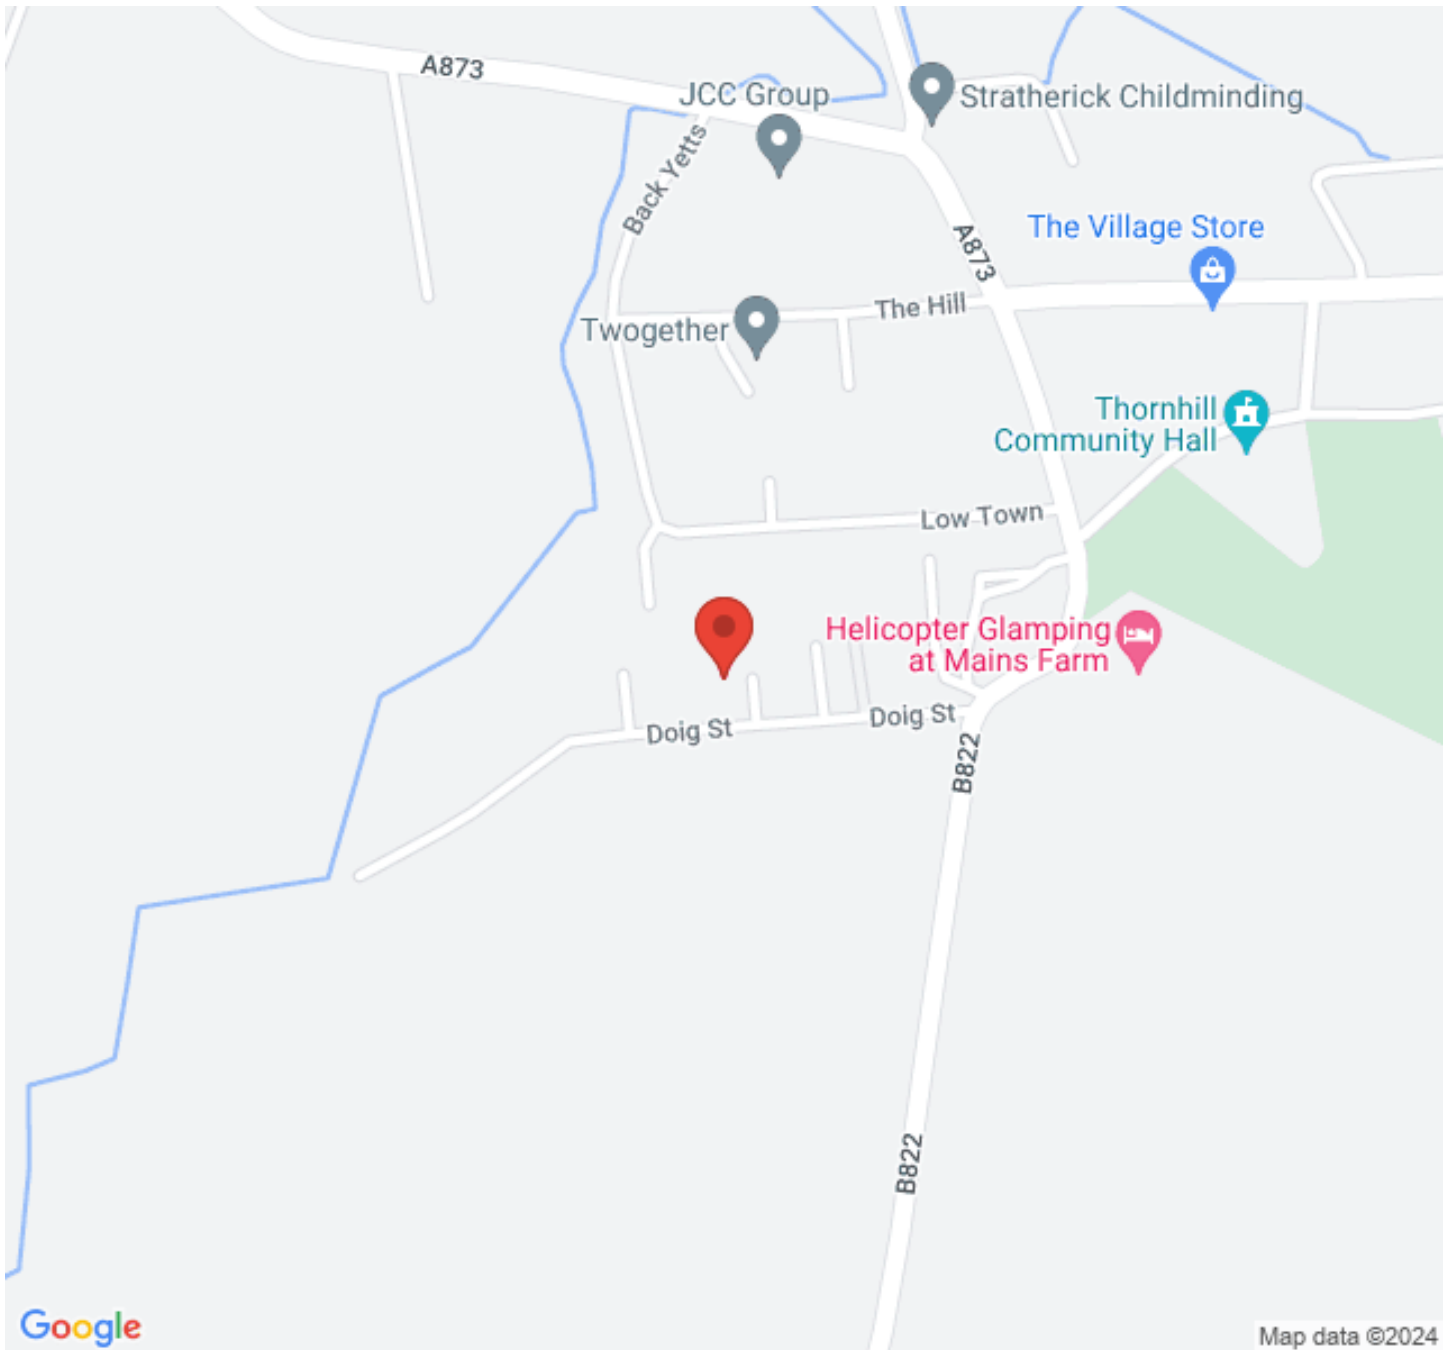 A873
JCC Group
Stratherick Childminding
Back Yetts
The Village Store
A873
The Hill
Twogether
Thornhill
Community Hall
Low Town
Helicopter Glamping
at Mains Farm
Doig St
Doig St
B822
B822
Google
Map data ©2024